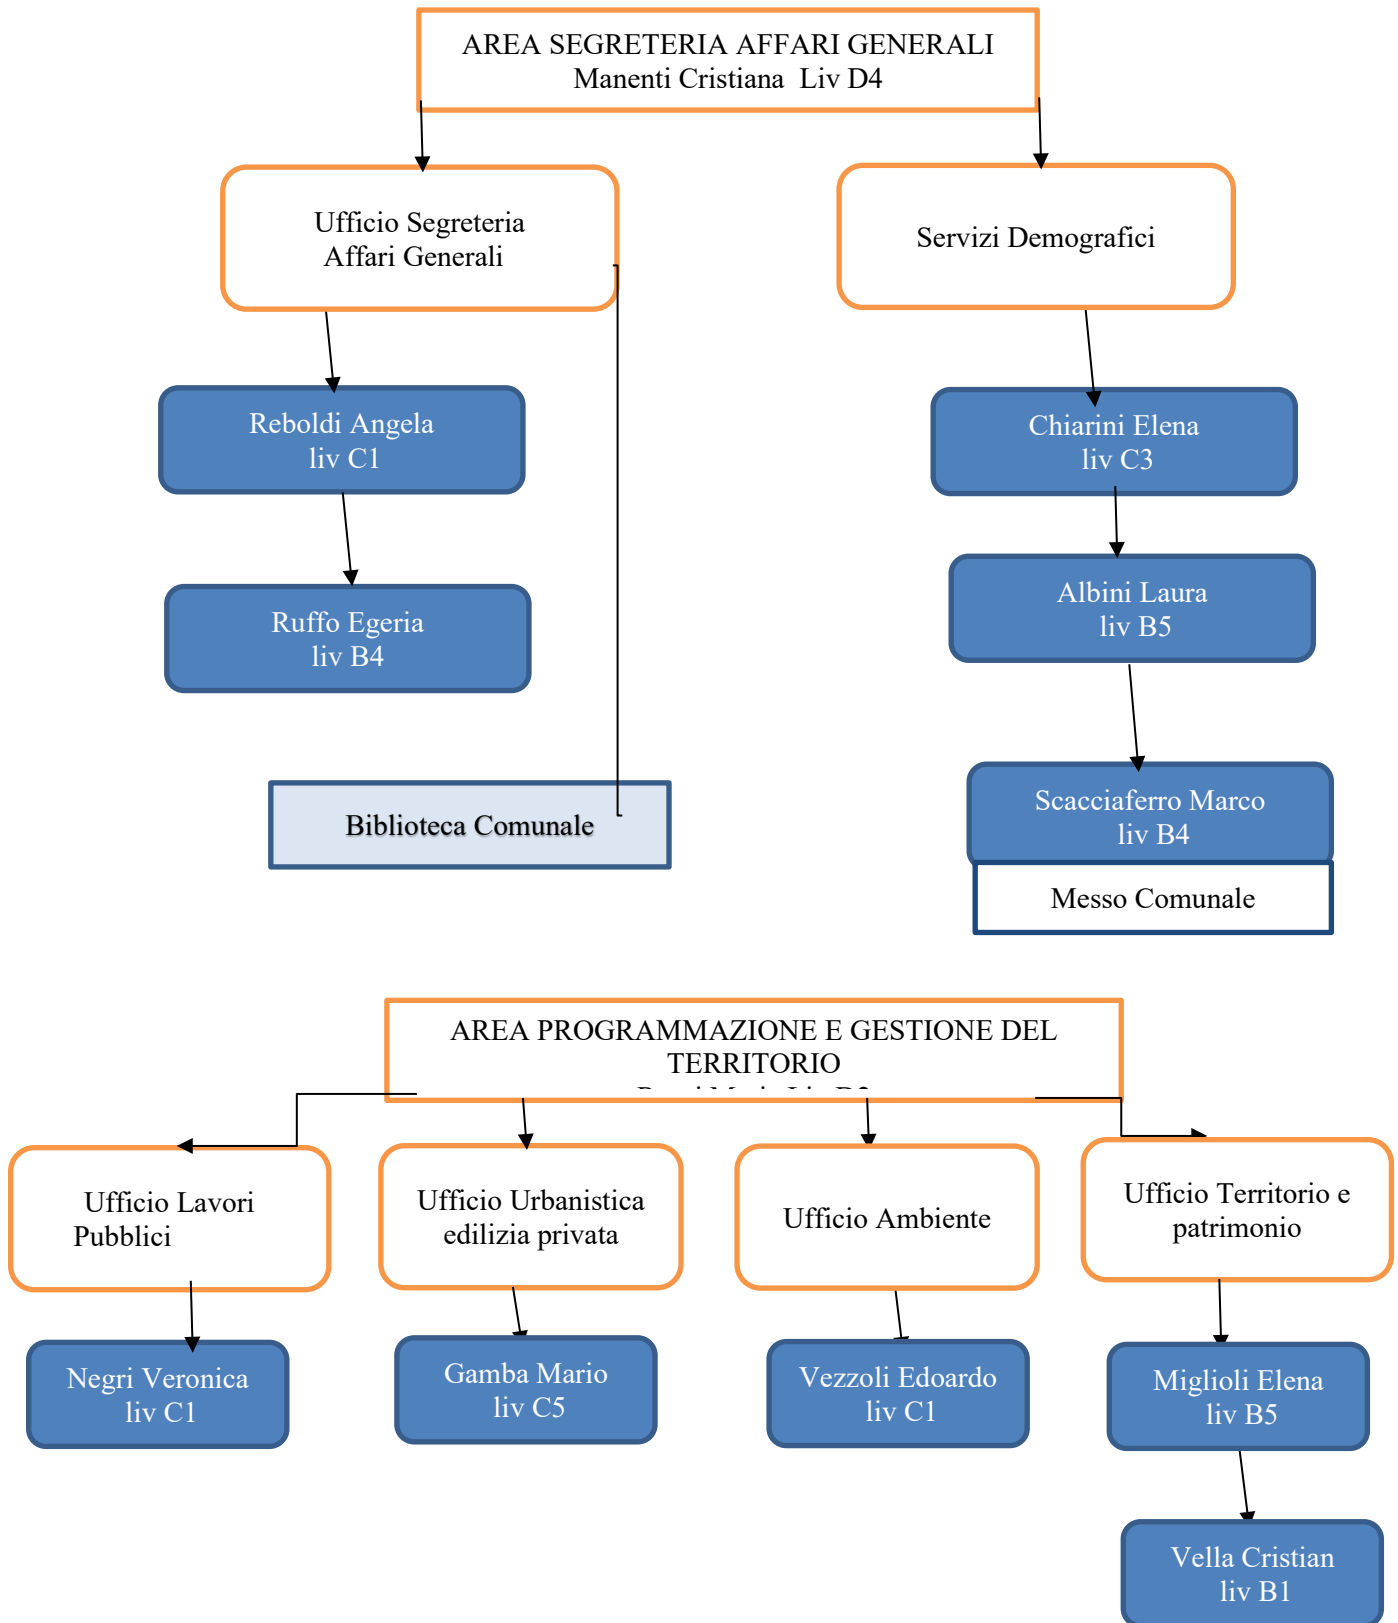 AREA SEGRETERIA AFFARI GENERALI
Manenti Cristiana Liv D4
Ufficio Segreteria
Affari Generali
Servizi Demografici
Reboldi Angela
liv C1
Chiarini Elena
liv C3
Ruffo Egeria
liv B4
Albini Laura
liv B5
Scacciaferro Marco
liv B4
Biblioteca Comunale
Messo Comunale
AREA PROGRAMMAZIONE E GESTIONE DEL
TERRITORIO
Ufficio Lavori
Pubblici
Ufficio Urbanistica
edilizia privata
Ufficio Ambiente
Ufficio Territorio e
patrimonio
Negri Veronica
liv C1
Gamba Mario
liv C5
Vezzoli Edoardo
liv C1
Miglioli Elena
liv B5
Vella Cristian
liv B1